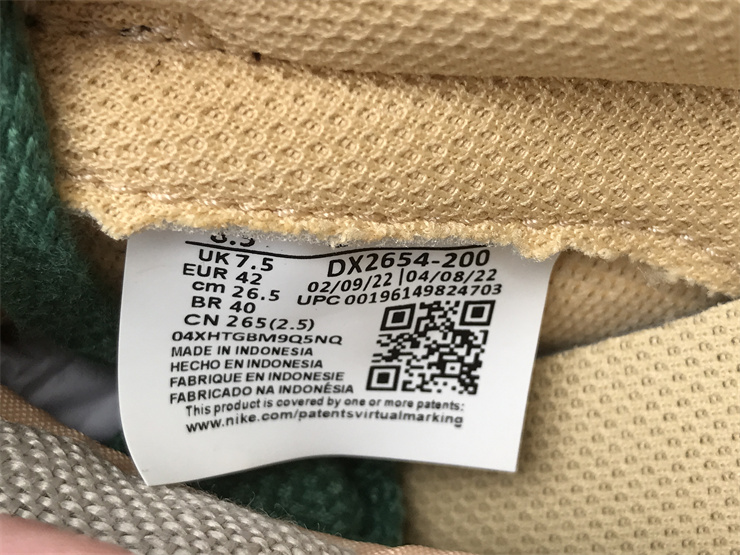 8.5
UK 7.5
DX2654-200
EUR 42
02/09/22 | 04/08/22
cm 26.5
UPC 00196149824703
BR 40
CN 265(2.5)
04XHTGBM9Q5NQ
MADE IN INDONESIA
HECHO EN INDONESIA
FABRIQUE EN INDONESIE
FABRICADO NA INDONÉSIA
This product is covered by one or more patents:
www.nike.com/patentsvirtualmarking